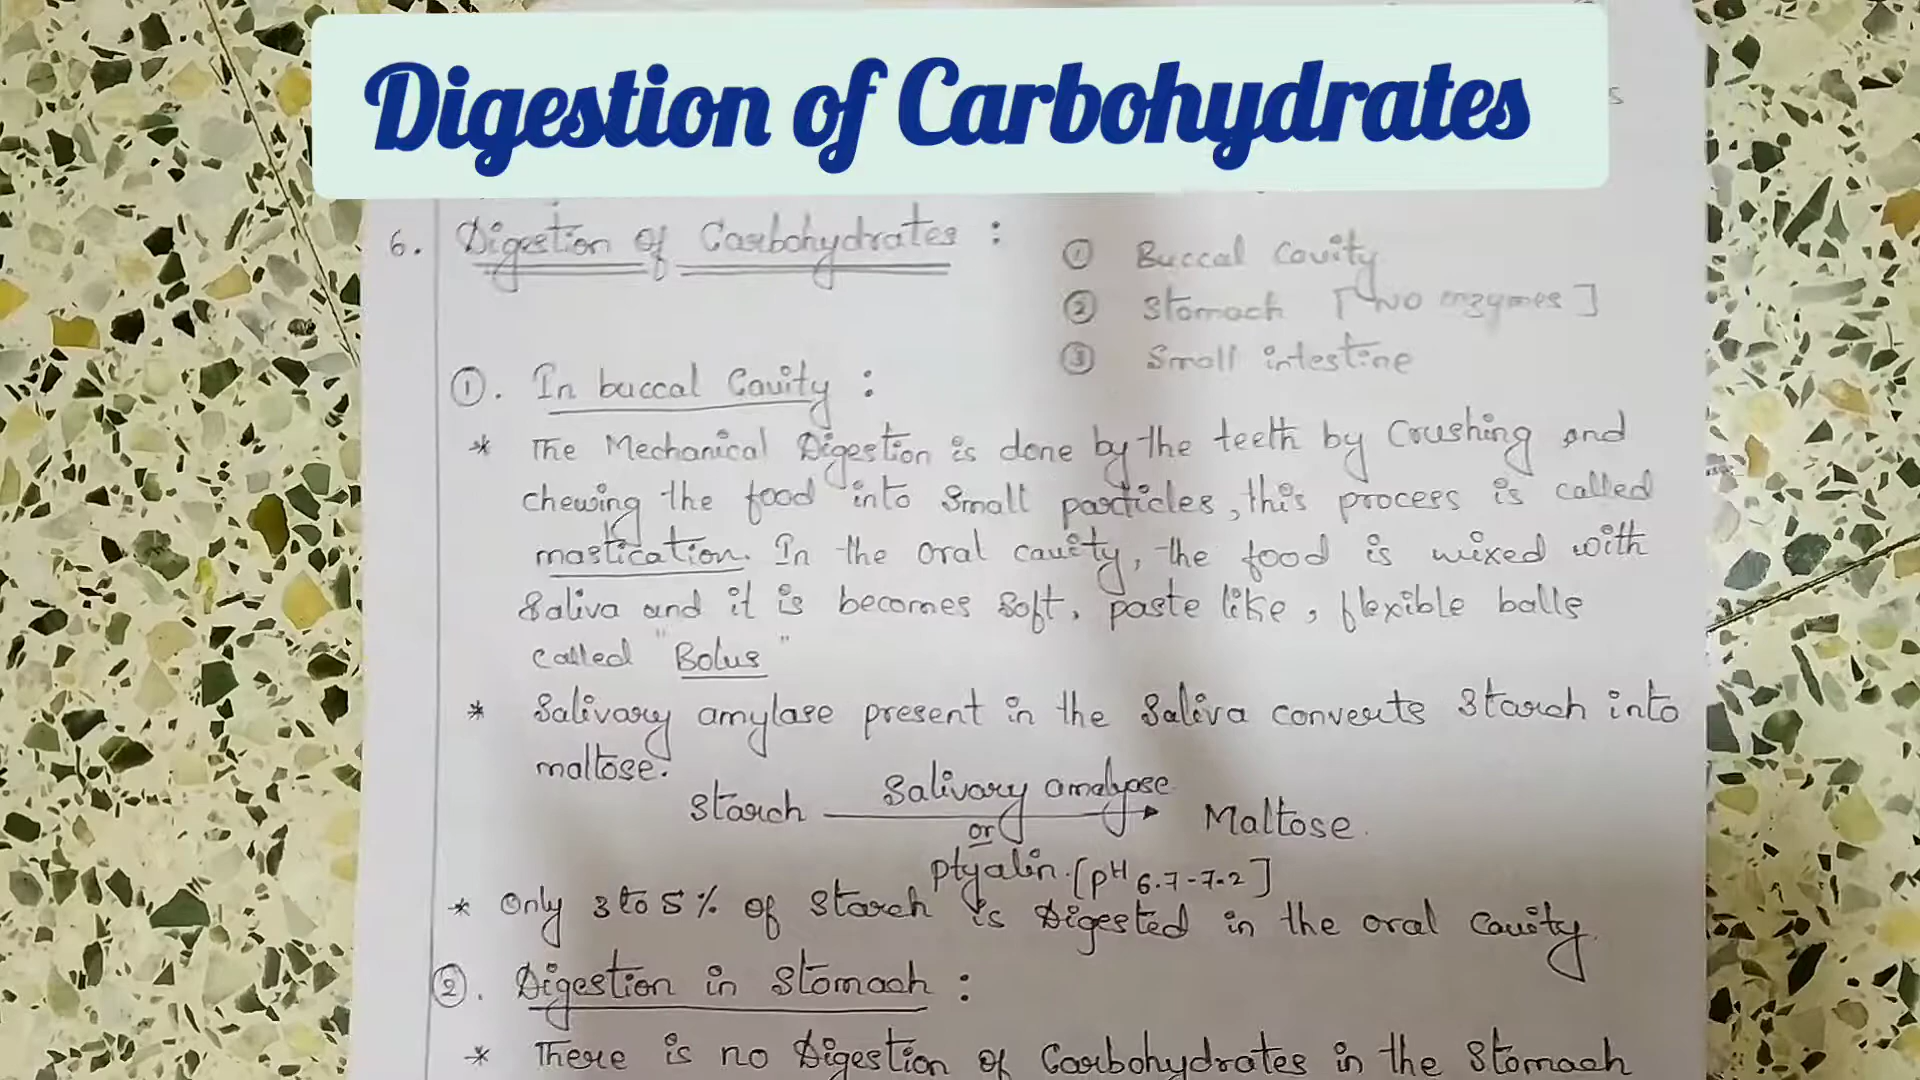 Digestion of Carbohydrates
s
6. Digestion of Carbohydrates :
① Buccal Cavity
② Stomach [No enzymes]
③ Small intestine
①. In buccal Cavity :
* The Mechanical Digestion is done by the teeth by Crushing and
chewing the food into Small particles, this process is called
mastication. In the oral cavity, the food is mixed with
Saliva and it is becomes soft, paste like, flexible balls
called "Bolus"
* Salivary amylase present in the Saliva converts Starch into
maltose.
Starch Salivary amalyase Maltose.
or
Ptyalin. [pH 6.7-7.2]
* Only 3 to 5% of Starch is Digested in the oral Cavity.
②. Digestion in Stomach :
* There is no Digestion of Carbohydrates in the Stomach